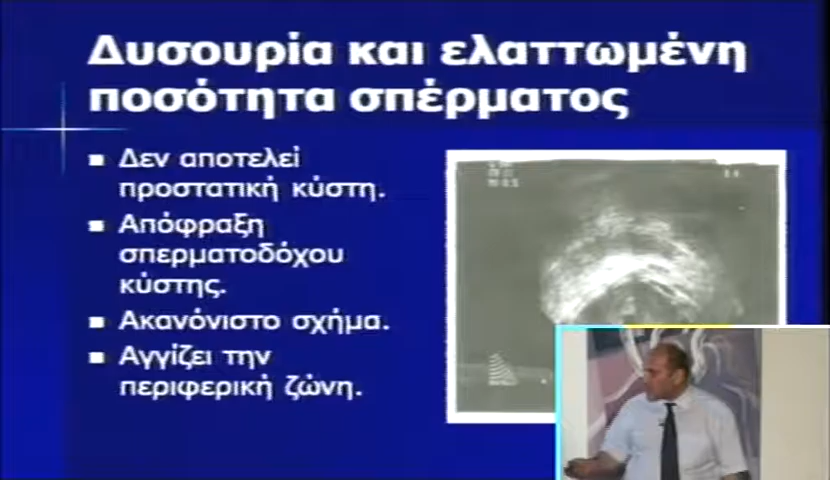 Δυσουρία και ελαττωμένη
ποσότητα σπέρματος
Δεν αποτελεί
προστατική κύστη.
Απόφραξη
σπερματοδόχου
κύστης.
Ακανόνιστο σχήμα.
Αγγίζει την
περιφερική ζώνη.